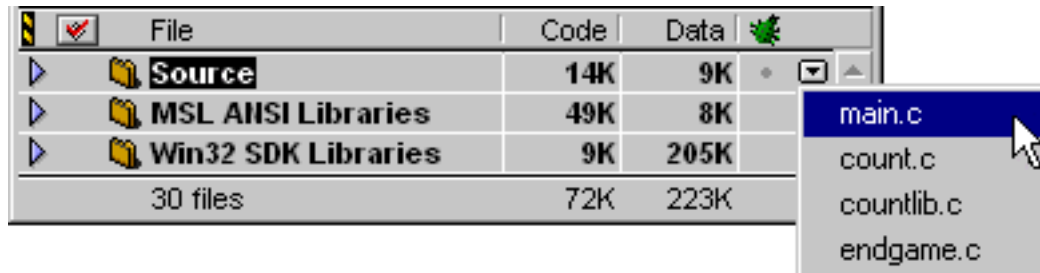 File Code Data
Source 14K 9K
MSL ANSI Libraries 49K 8K
Win32 SDK Libraries 9K 205K
30 files 72K 223K
main.c
count.c
countlib.c
endgame.c